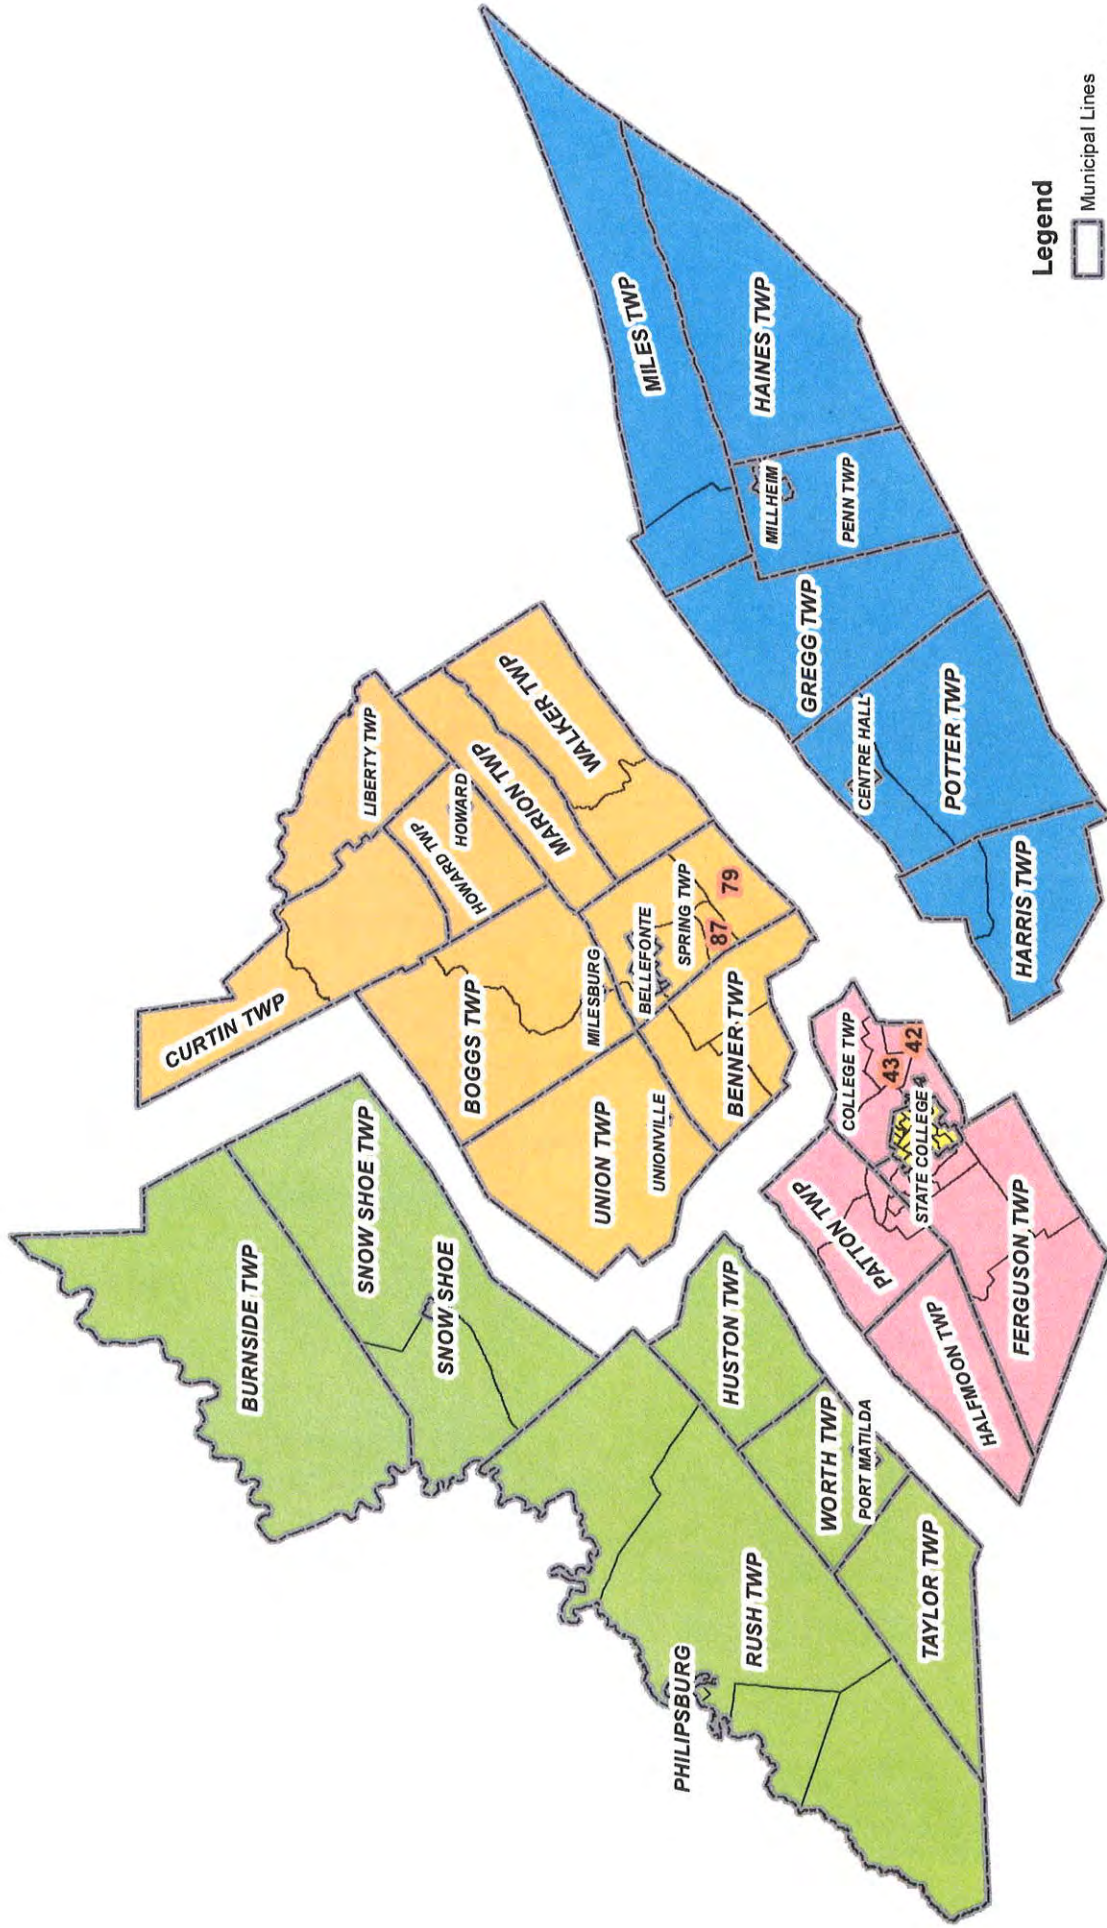 BURNSIDE TWP
SNOW SHOE TWP
SNOW SHOE
PHILIPSBURG
RUSH TWP
HUSTON TWP
WORTH TWP
PORT MATILDA
TAYLOR TWP
CURTIN TWP
LIBERTY TWP
HOWARD TWP
HOWARD
MARION TWP
WALKER TWP
BOGGS TWP
MILESBURG
BELLEFONTE
SPRING TWP
87
79
UNION TWP
UNIONVILLE
BENNER TWP
PATTON TWP
COLLEGE TWP
43
42
STATE COLLEGE
HALFMOON TWP
FERGUSON TWP
MILES TWP
HAINES TWP
MILLHEIM
PENN TWP
GREGG TWP
CENTRE HALL
POTTER TWP
HARRIS TWP
Legend
Municipal Lines